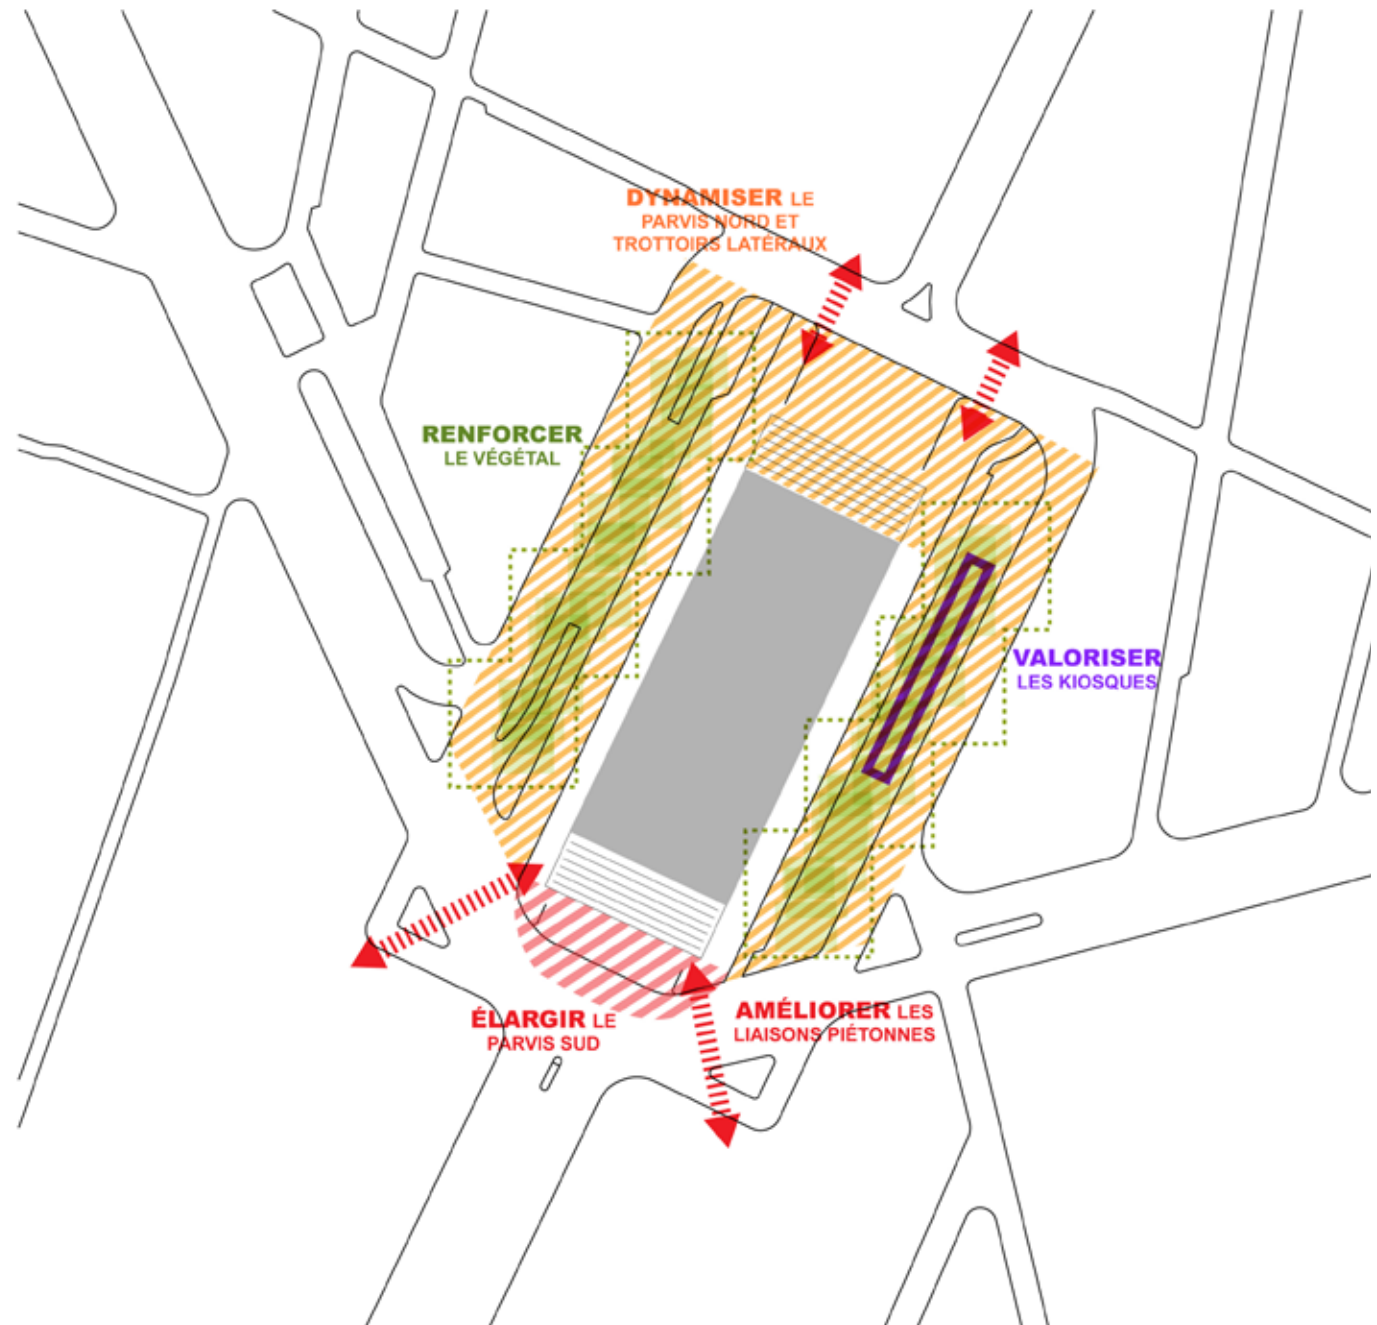 DYNAMISER LE
PARVIS NORD ET
TROTTOIRS LATÉRAUX
RENFORCER
LE VÉGÉTAL
VALORISER
LES KIOSQUES
ÉLARGIR LE
PARVIS SUD
AMÉLIORER LES
LIAISONS PIÉTONNES